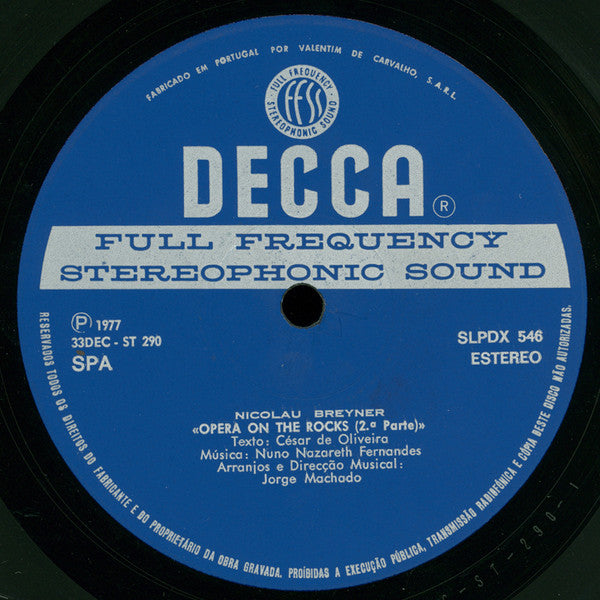 FABRICADO EM PORTUGAL POR VALENTIM DE CARVALHO, S.A.R.L.
FULL FREQUENCY
FFSS
STEREOPHONIC SOUND
DECCA ®
FULL FREQUENCY
STEREOPHONIC SOUND
℗ 1977
33DEC - ST 290
SPA
SLPDX 546
ESTEREO
NICOLAU BREYNER
«OPERA ON THE ROCKS (2.ª Parte)»
Texto: César de Oliveira
Música: Nuno Nazareth Fernandes
Arranjos e Direcção Musical:
Jorge Machado
RESERVADOS TODOS OS DIREITOS DO FABRICANTE E DO PROPRIETÁRIO DA OBRA GRAVADA. PROÍBIDAS A EXECUÇÃO PÚBLICA, TRANSMISSÃO RADIFÓNICA E CÓPIA DESTE DISCO NÃO AUTORIZADAS.